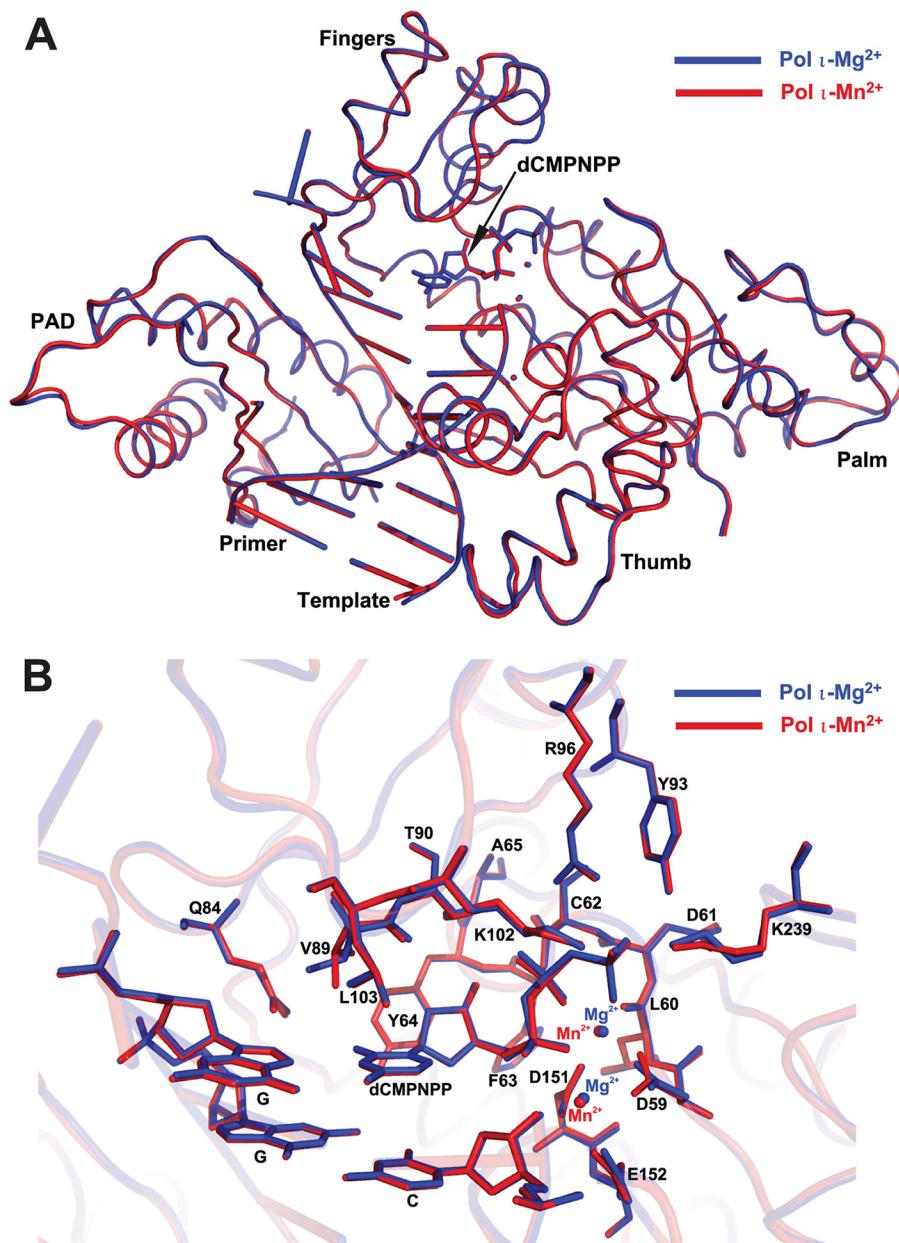 A
Fingers
Pol ι-Mg²⁺
Pol ι-Mn²⁺
dCMPNPP
PAD
Palm
Primer
Thumb
Template
B
Pol ι-Mg²⁺
Pol ι-Mn²⁺
R96
Y93
T90
A65
Q84
C62
D61
K239
V89
K102
L103
L60
Y64
Mg²⁺
Mn²⁺
dCMPNPP
F63
D151
Mg²⁺
D59
Mn²⁺
G
G
E152
C